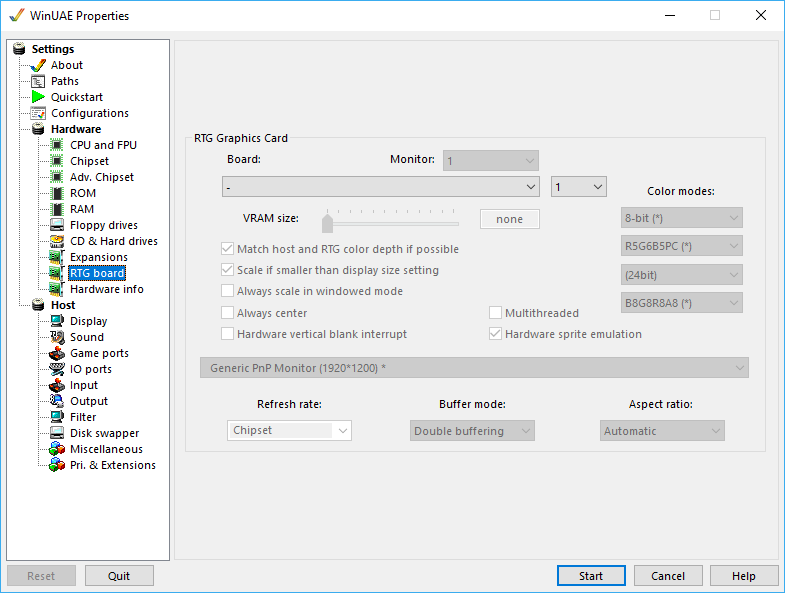 WinUAE Properties
Settings
About
Paths
Quickstart
Configurations
Hardware
CPU and FPU
Chipset
Adv. Chipset
ROM
RAM
Floppy drives
CD & Hard drives
Expansions
RTG board
Hardware info
Host
Display
Sound
Game ports
IO ports
Input
Output
Filter
Disk swapper
Miscellaneous
Pri. & Extensions
RTG Graphics Card
Board: Monitor: 1
- 1
Color modes:
VRAM size: none
8-bit (*)
R5G6B5PC (*)
(24bit)
B8G8R8A8 (*)
Match host and RTG color depth if possible
Scale if smaller than display size setting
Always scale in windowed mode
Always center Multithreaded
Hardware vertical blank interrupt Hardware sprite emulation
Generic PnP Monitor (1920*1200) *
Refresh rate: Buffer mode: Aspect ratio:
Chipset Double buffering Automatic
Reset Quit Start Cancel Help